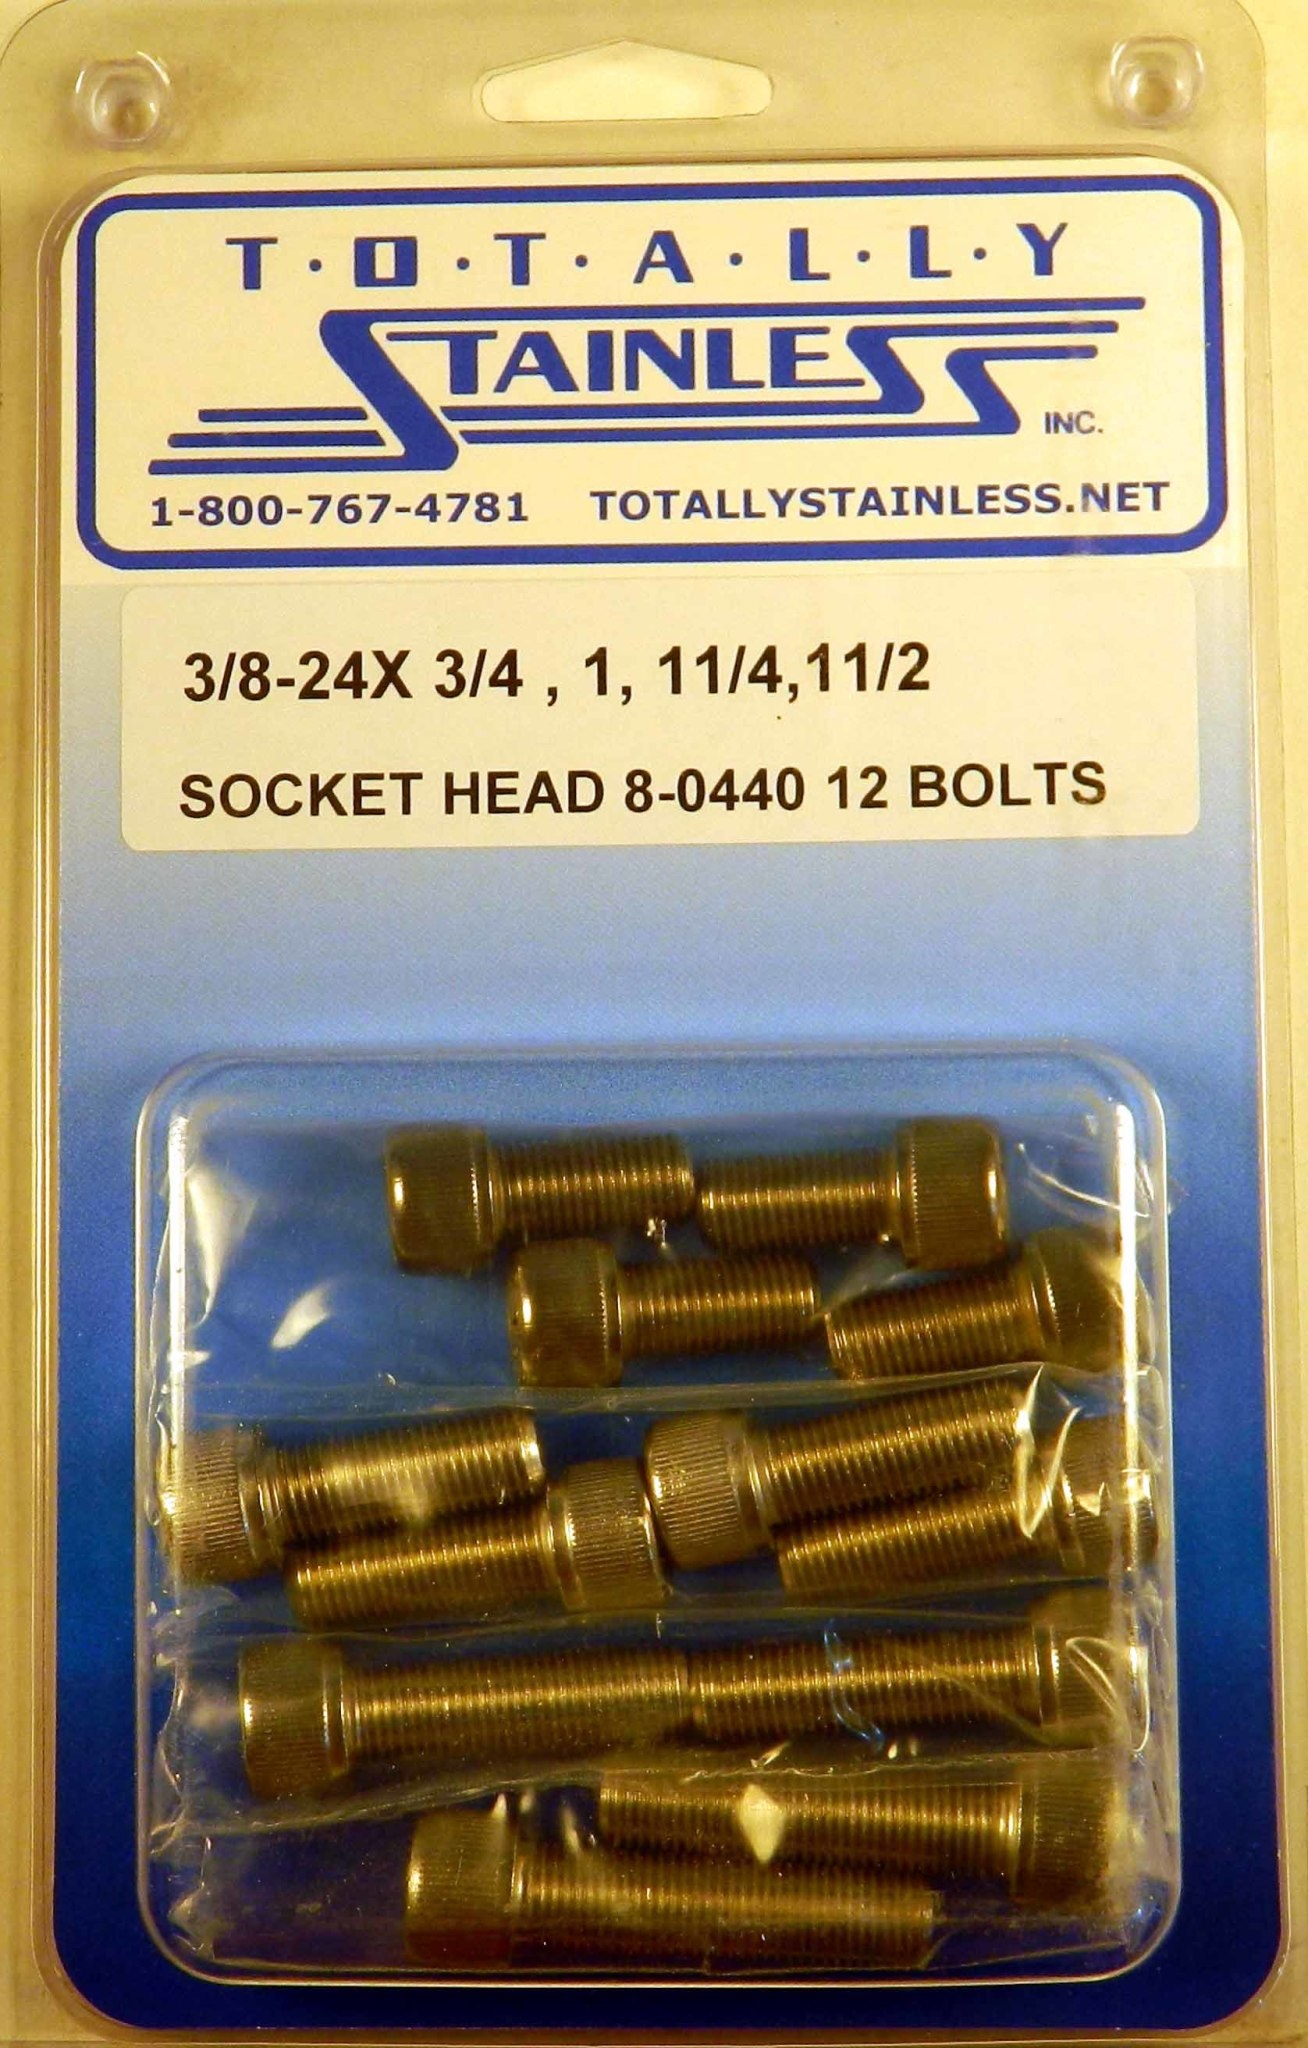 T·O·T·A·L·L·Y
STAINLESS
INC.
1-800-767-4781 TOTALLYSTAINLESS.NET
3/8-24X 3/4 , 1, 11/4,11/2
SOCKET HEAD 8-0440 12 BOLTS